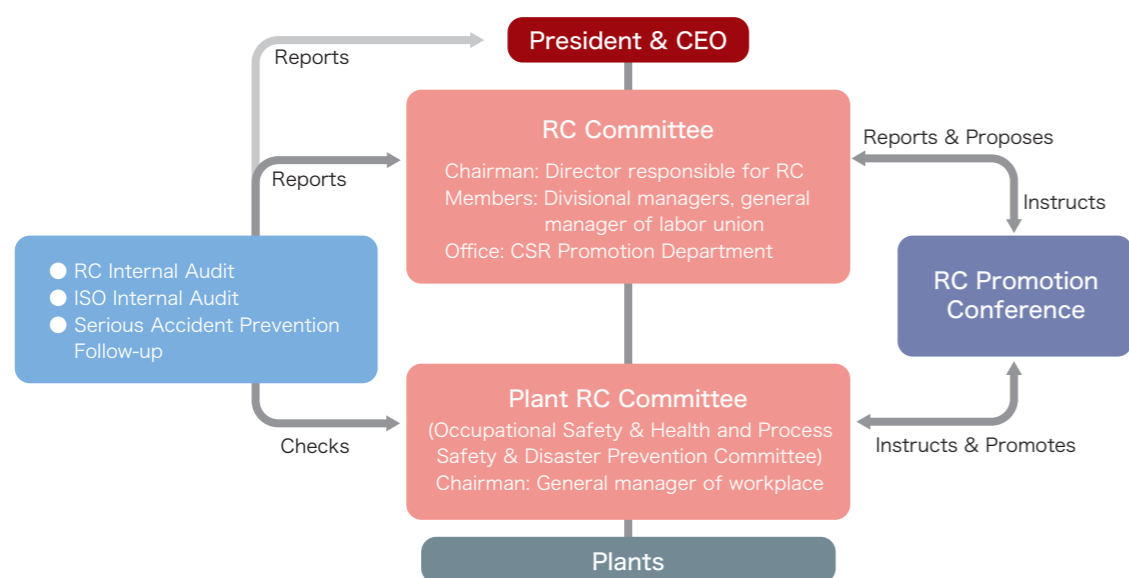 President & CEO
Reports
RC Committee
Chairman: Director responsible for RC
Members: Divisional managers, general
manager of labor union
Office: CSR Promotion Department
Reports
Reports & Proposes
Instructs
● RC Internal Audit
● ISO Internal Audit
● Serious Accident Prevention
Follow-up
RC Promotion
Conference
Plant RC Committee
(Occupational Safety & Health and Process
Safety & Disaster Prevention Committee)
Chairman: General manager of workplace
Checks
Instructs & Promotes
Plants